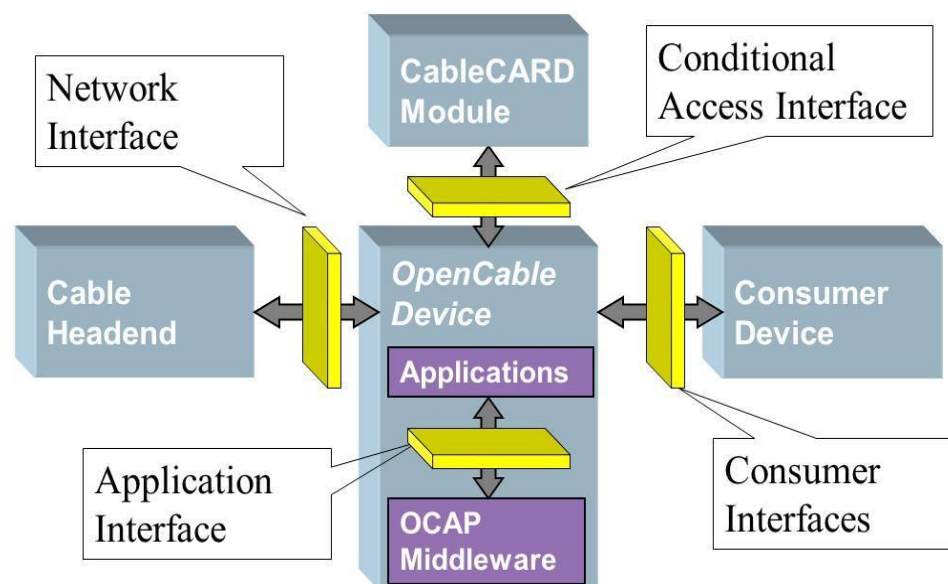 CableCARD
Module
Conditional
Access Interface
Network
Interface
Cable
Headend
OpenCable
Device
Consumer
Device
Applications
Application
Interface
OCAP
Middleware
Consumer
Interfaces